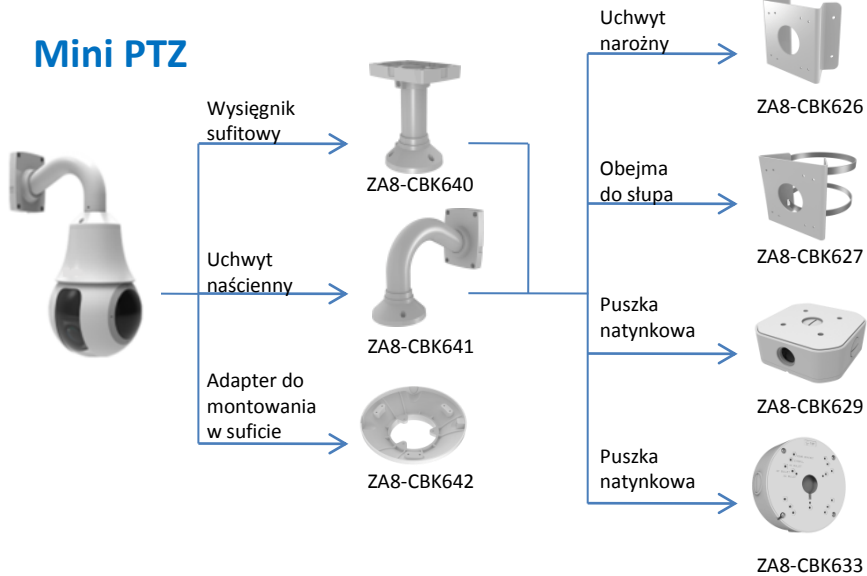 Mini PTZ
Wysięgnik
sufitowy
ZA8-CBK640
Uchwyt
naścienny
ZA8-CBK641
Adapter do
montowania
w suficie
ZA8-CBK642
Uchwyt
narożny
ZA8-CBK626
Obejma
do słupa
ZA8-CBK627
Puszka
natynkowa
ZA8-CBK629
Puszka
natynkowa
ZA8-CBK633